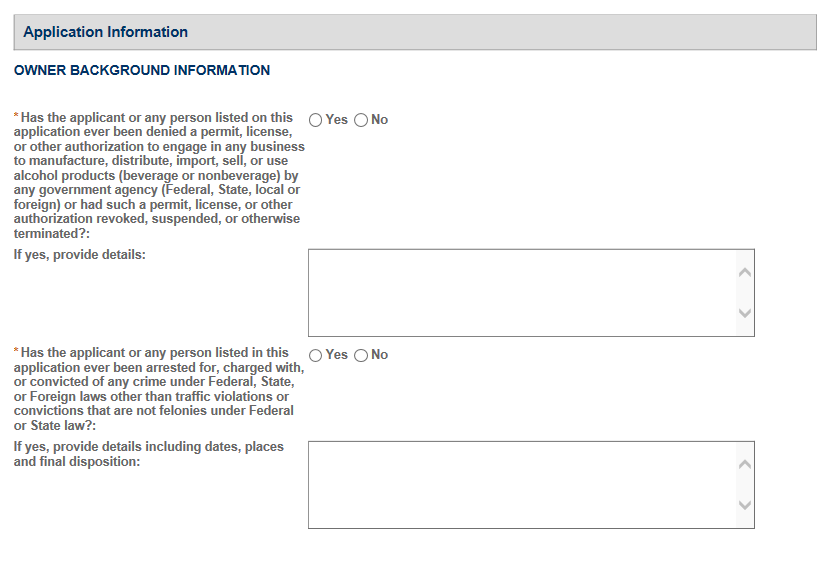 Application Information
OWNER BACKGROUND INFORMATION
*Has the applicant or any person listed on this
application ever been denied a permit, license,
or other authorization to engage in any business
to manufacture, distribute, import, sell, or use
alcohol products (beverage or nonbeverage) by
any government agency (Federal, State, local or
foreign) or had such a permit, license, or other
authorization revoked, suspended, or otherwise
terminated?:
Yes No
If yes, provide details:
*Has the applicant or any person listed in this
application ever been arrested for, charged with,
or convicted of any crime under Federal, State,
or Foreign laws other than traffic violations or
convictions that are not felonies under Federal
or State law?:
Yes No
If yes, provide details including dates, places
and final disposition: